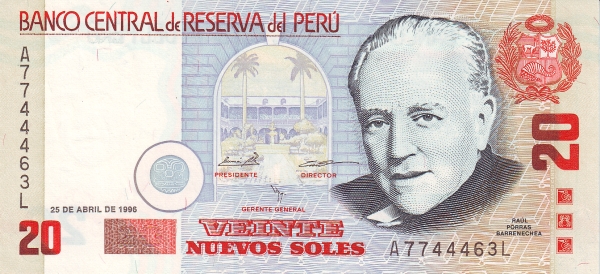 BANCO CENTRAL de RESERVA del PERÚ
20
A7744463L
PRESIDENTE
DIRECTOR
GERENTE GENERAL
25 DE ABRIL DE 1996
20
20
VEINTE
NUEVOS SOLES
RAÚL
PORRAS
BARRENECHEA
A7744463L